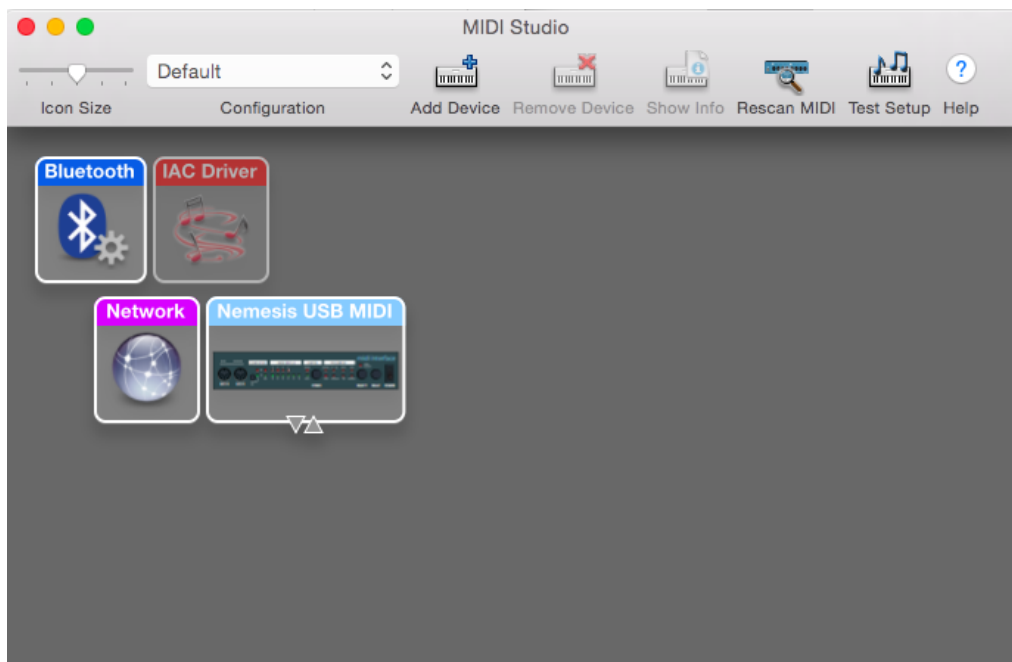 MIDI Studio
Default
Icon Size
Configuration
Add Device
Remove Device
Show Info
Rescan MIDI
Test Setup
?
Help
Bluetooth
IAC Driver
Network
Nemesis USB MIDI